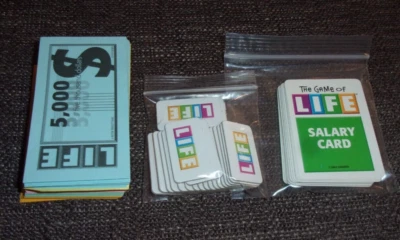 $
5,000
LIFE
LIFE
LIFE
LIFE
The Game of
LIFE
SALARY
CARD